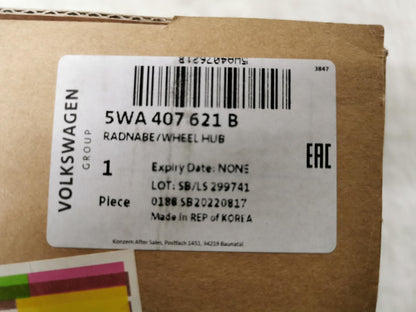 5WA407621B
3847
VOLKSWAGEN
GROUP
5WA 407 621 B
RADNABE/WHEEL HUB
1
Piece
Expiry Date: NONE
LOT: SB/LS 299741
0188 SB20220817
Made in REP of KOREA
EAC
Konzern After Sales, Postfach 1451, 34219 Baunatal